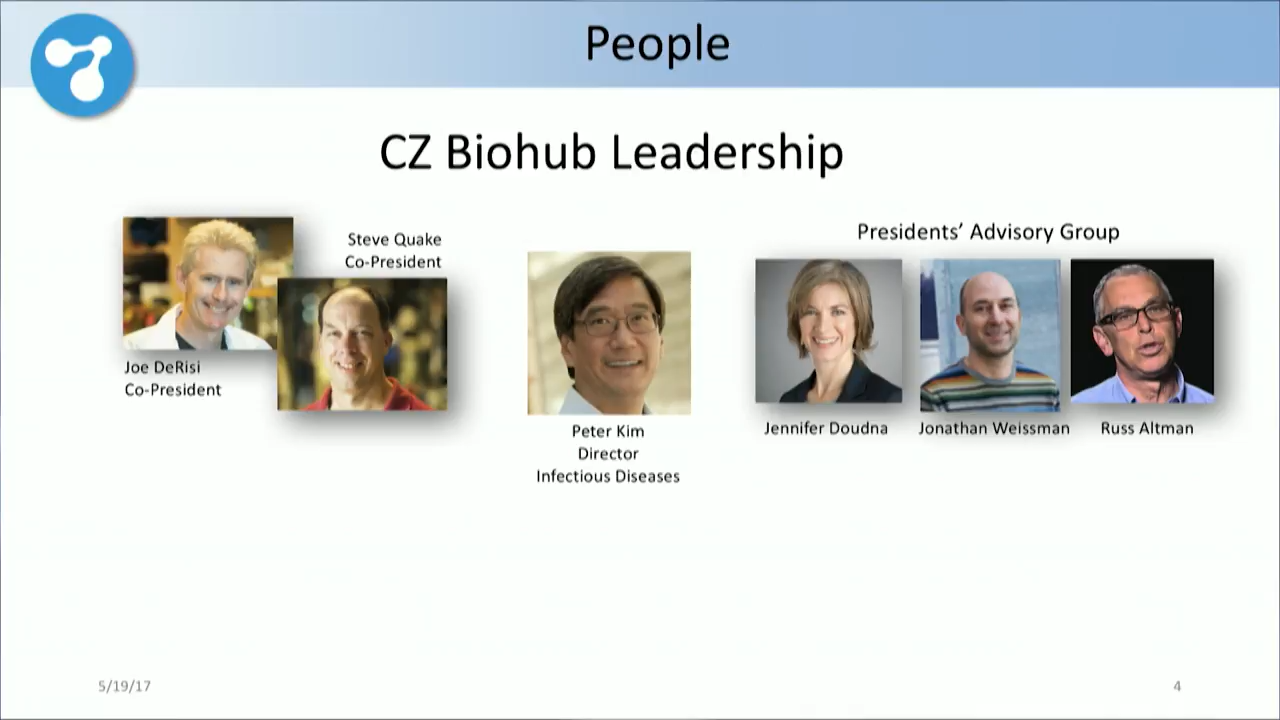 People
CZ Biohub Leadership
Steve Quake
Co-President
Joe DeRisi
Co-President
Peter Kim
Director
Infectious Diseases
Presidents’ Advisory Group
Jennifer Doudna
Jonathan Weissman
Russ Altman
5/19/17
4